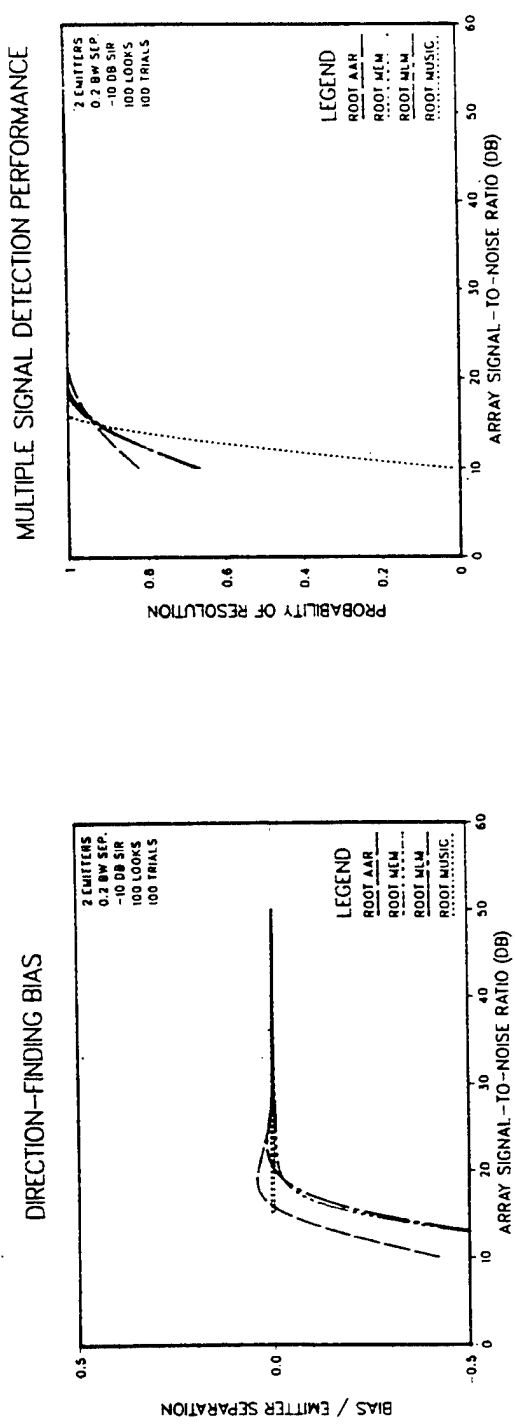 DIRECTION-FINDING BIAS
2 EMITTERS
0.2 BW SEP.
-10 DB SIR
100 LOOKS
100 TRIALS
LEGEND
ROOT AAR
ROOT MEM
ROOT MLM
ROOT MUSIC
0.5
0.0
-0.5
BIAS / EMITTER SEPARATION
0
10
20
30
40
50
60
ARRAY SIGNAL-TO-NOISE RATIO (DB)
MULTIPLE SIGNAL DETECTION PERFORMANCE
2 EMITTERS
0.2 BW SEP.
-10 DB SIR
100 LOOKS
100 TRIALS
LEGEND
ROOT AAR
ROOT MEM
ROOT MLM
ROOT MUSIC
1
0.8
0.6
0.4
0.2
0
PROBABILITY OF RESOLUTION
0
10
20
30
40
50
60
ARRAY SIGNAL-TO-NOISE RATIO (DB)